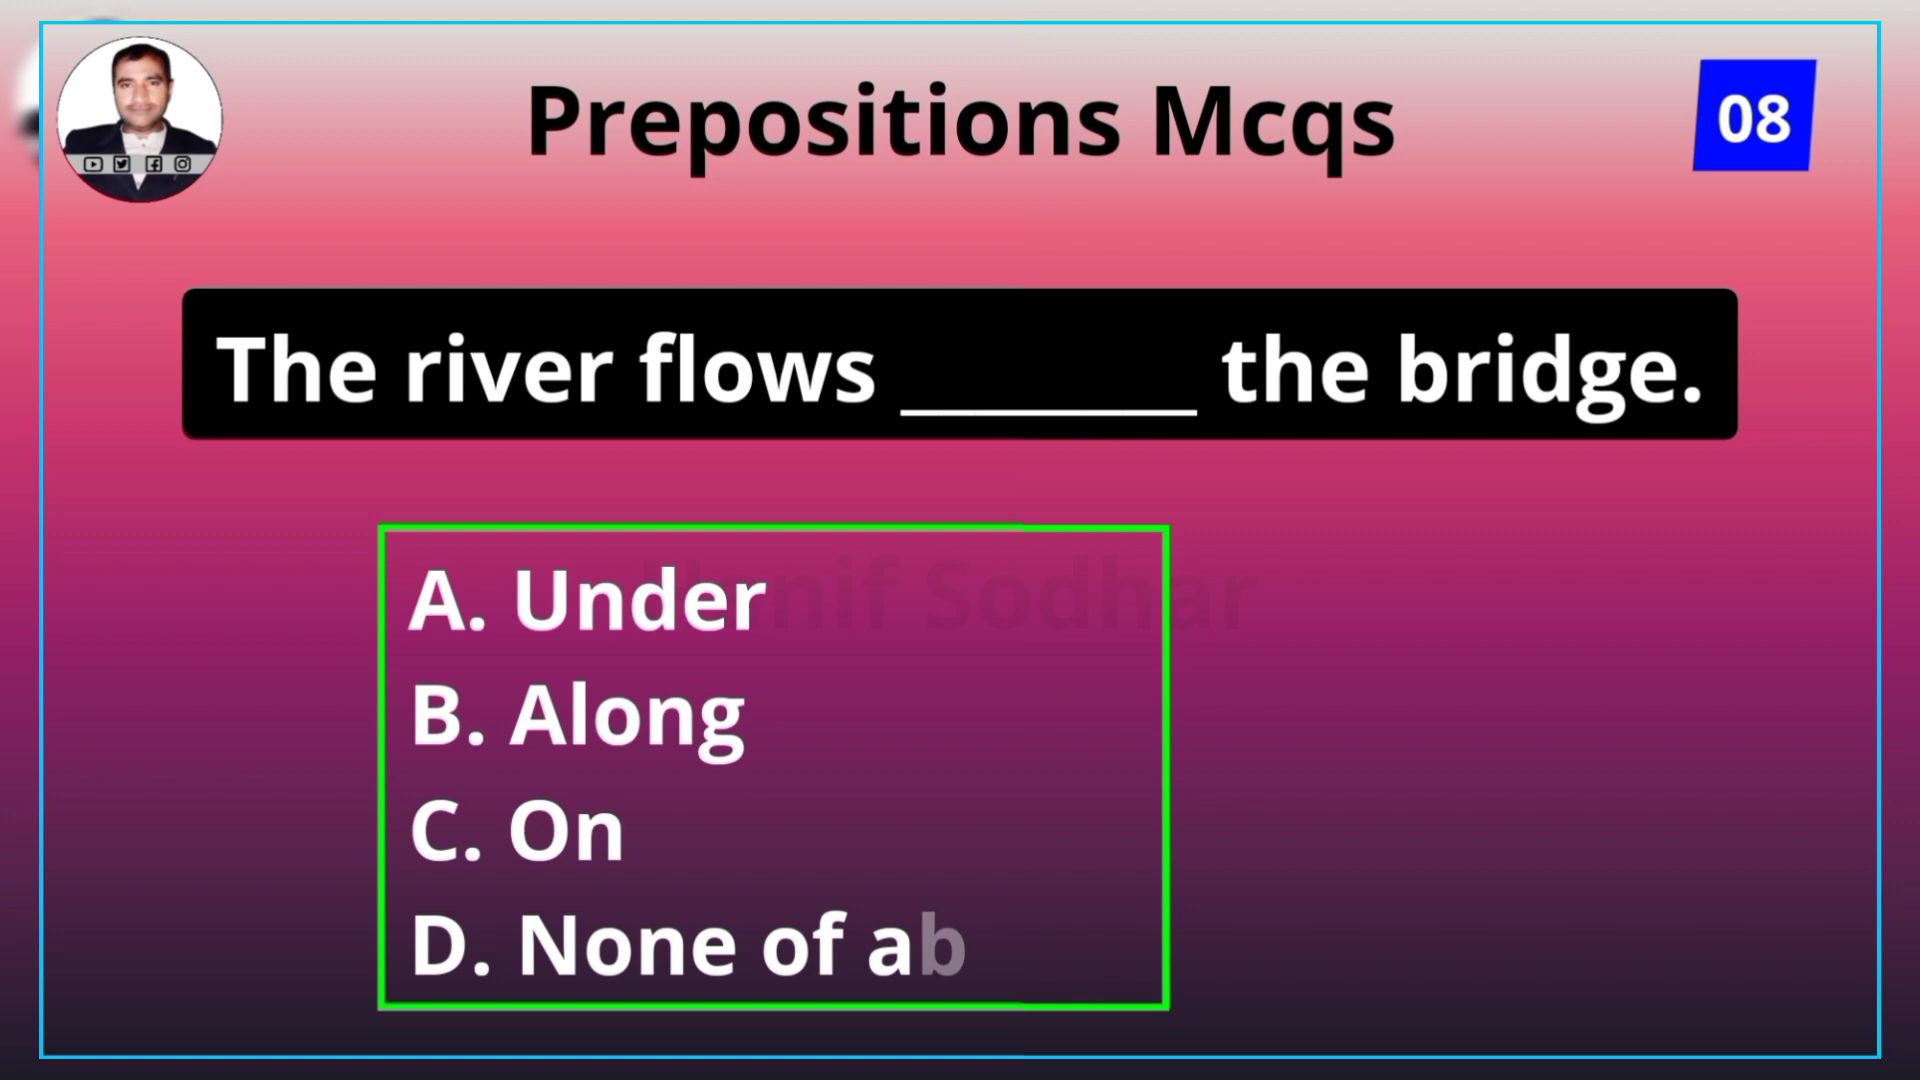 Prepositions Mcqs
08
The river flows ________ the bridge.
A. Under
B. Along
C. On
D. None of ab